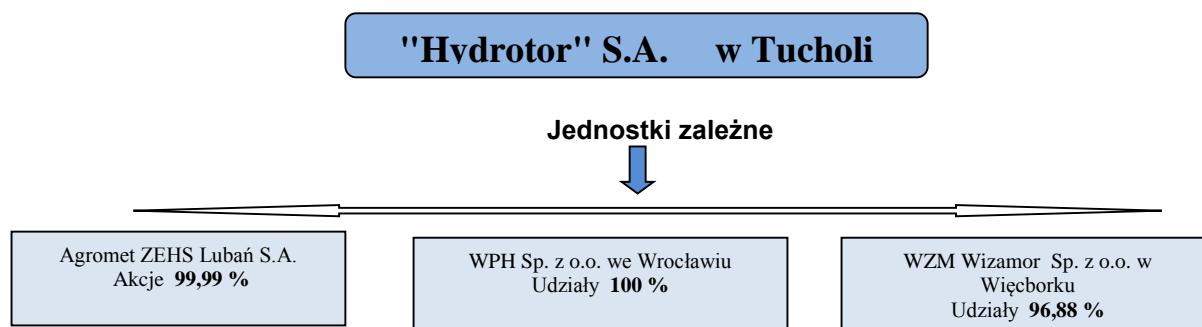 "Hydrotor" S.A. w Tucholi
Jednostki zależne
Agromet ZEHS Lubań S.A.
Akcje 99,99 %
WPH Sp. z o.o. we Wrocławiu
Udziały 100 %
WZM Wizamor Sp. z o.o. w
Więcborku
Udziały 96,88 %